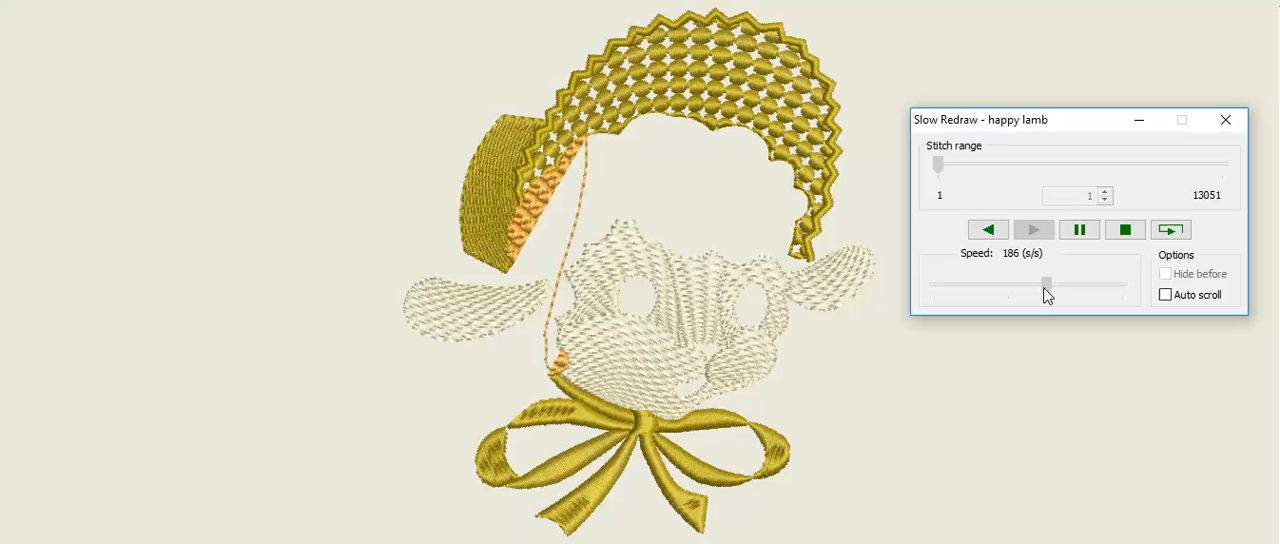 Slow Redraw - happy lamb
Stitch range
1
1
13051
Speed: 186 (s/s)
Options
Hide before
Auto scroll